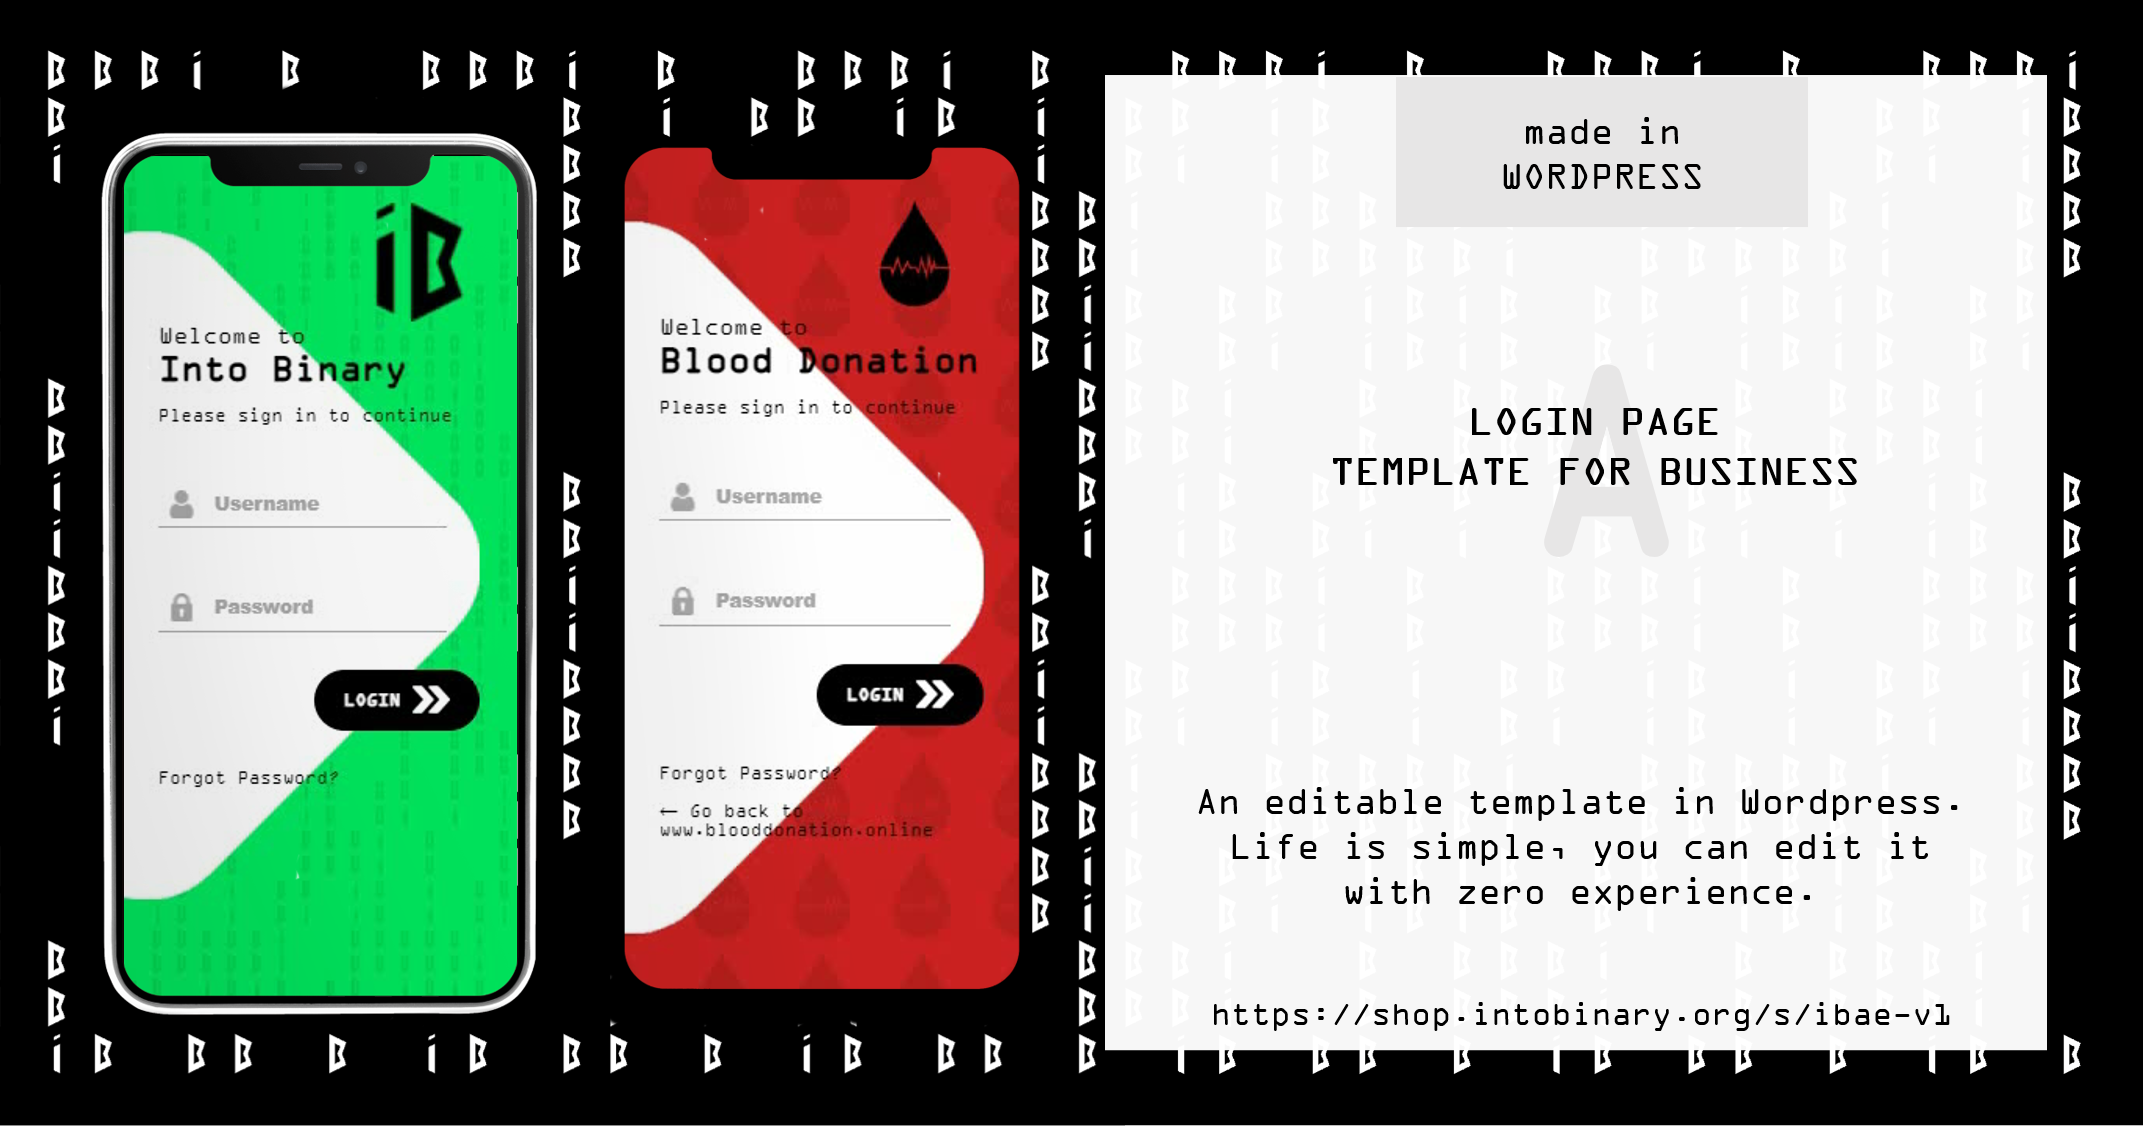 iB
Welcome to
Into Binary
Please sign in to continue
Username
Password
LOGIN
Forgot Password?
Welcome to
Blood Donation
Please sign in to continue
Username
Password
LOGIN
Forgot Password?
← Go back to
www.blooddonation.online
made in
WORDPRESS
A
LOGIN PAGE
TEMPLATE FOR BUSINESS
An editable template in Wordpress.
Life is simple, you can edit it
with zero experience.
https://shop.intobinary.org/s/ibae-v1